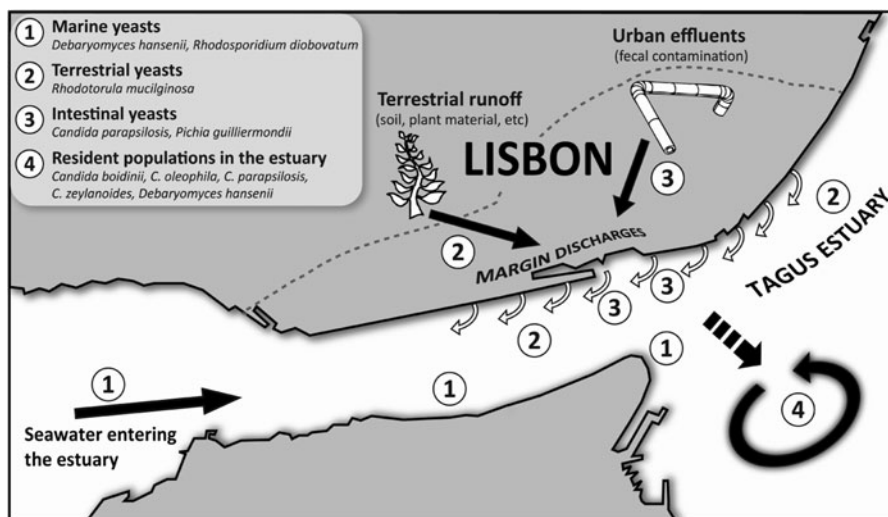 1 Marine yeasts
Debaryomyces hansenii, Rhodosporidium diobovatum
2 Terrestrial yeasts
Rhodotorula mucilginosa
3 Intestinal yeasts
Candida parapsilosis, Pichia guilliermondii
4 Resident populations in the estuary
Candida boidinii, C. oleophila, C. parapsilosis,
C. zeylanoides, Debaryomyces hansenii
Urban effluents
(fecal contamination)
Terrestrial runoff
(soil, plant material, etc)
LISBON
3
2
2
MARGIN DISCHARGES
TAGUS ESTUARY
3
3
2
1
1
1
4
Seawater entering
the estuary